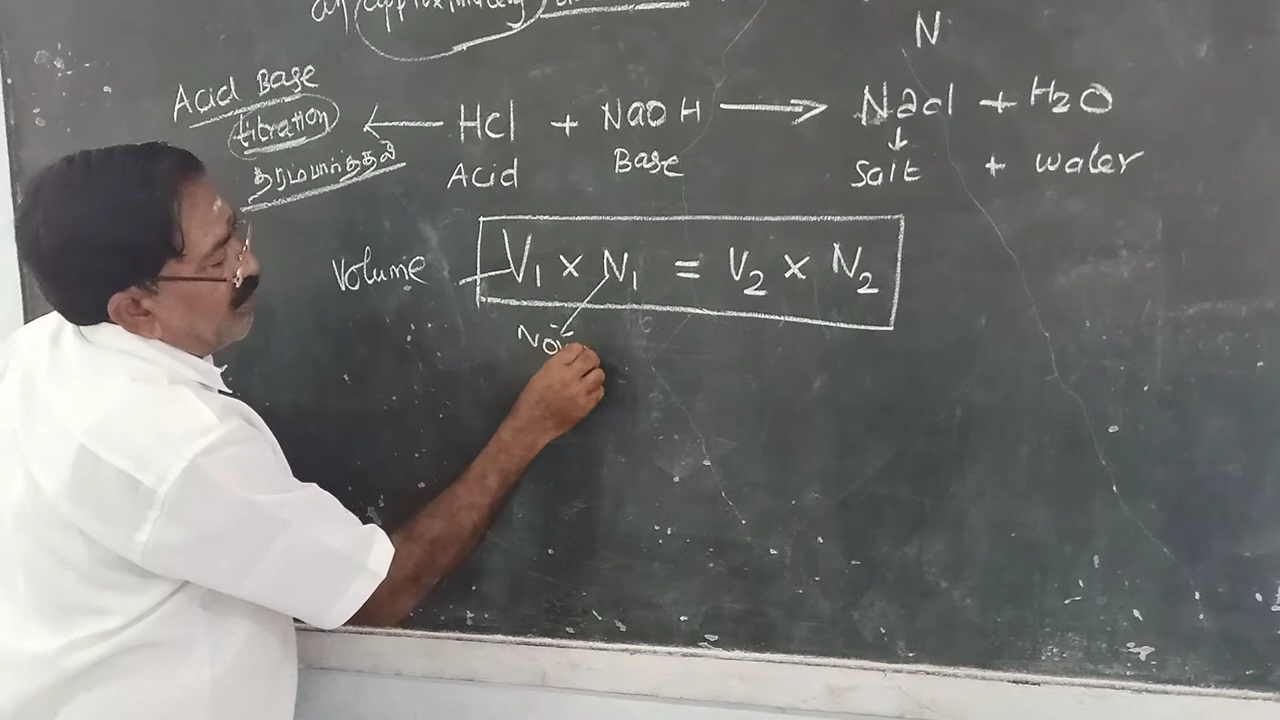 approximately
N
Acid Base
titration ← HCl + NaOH → NaCl + H2O
↓
தரம்பார்த்தல் Acid Base Salt + water
Volume V1 × N1 = V2 × N2
Nor